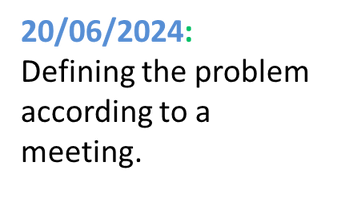 20/06/2024:
Defining the problem
according to a
meeting.